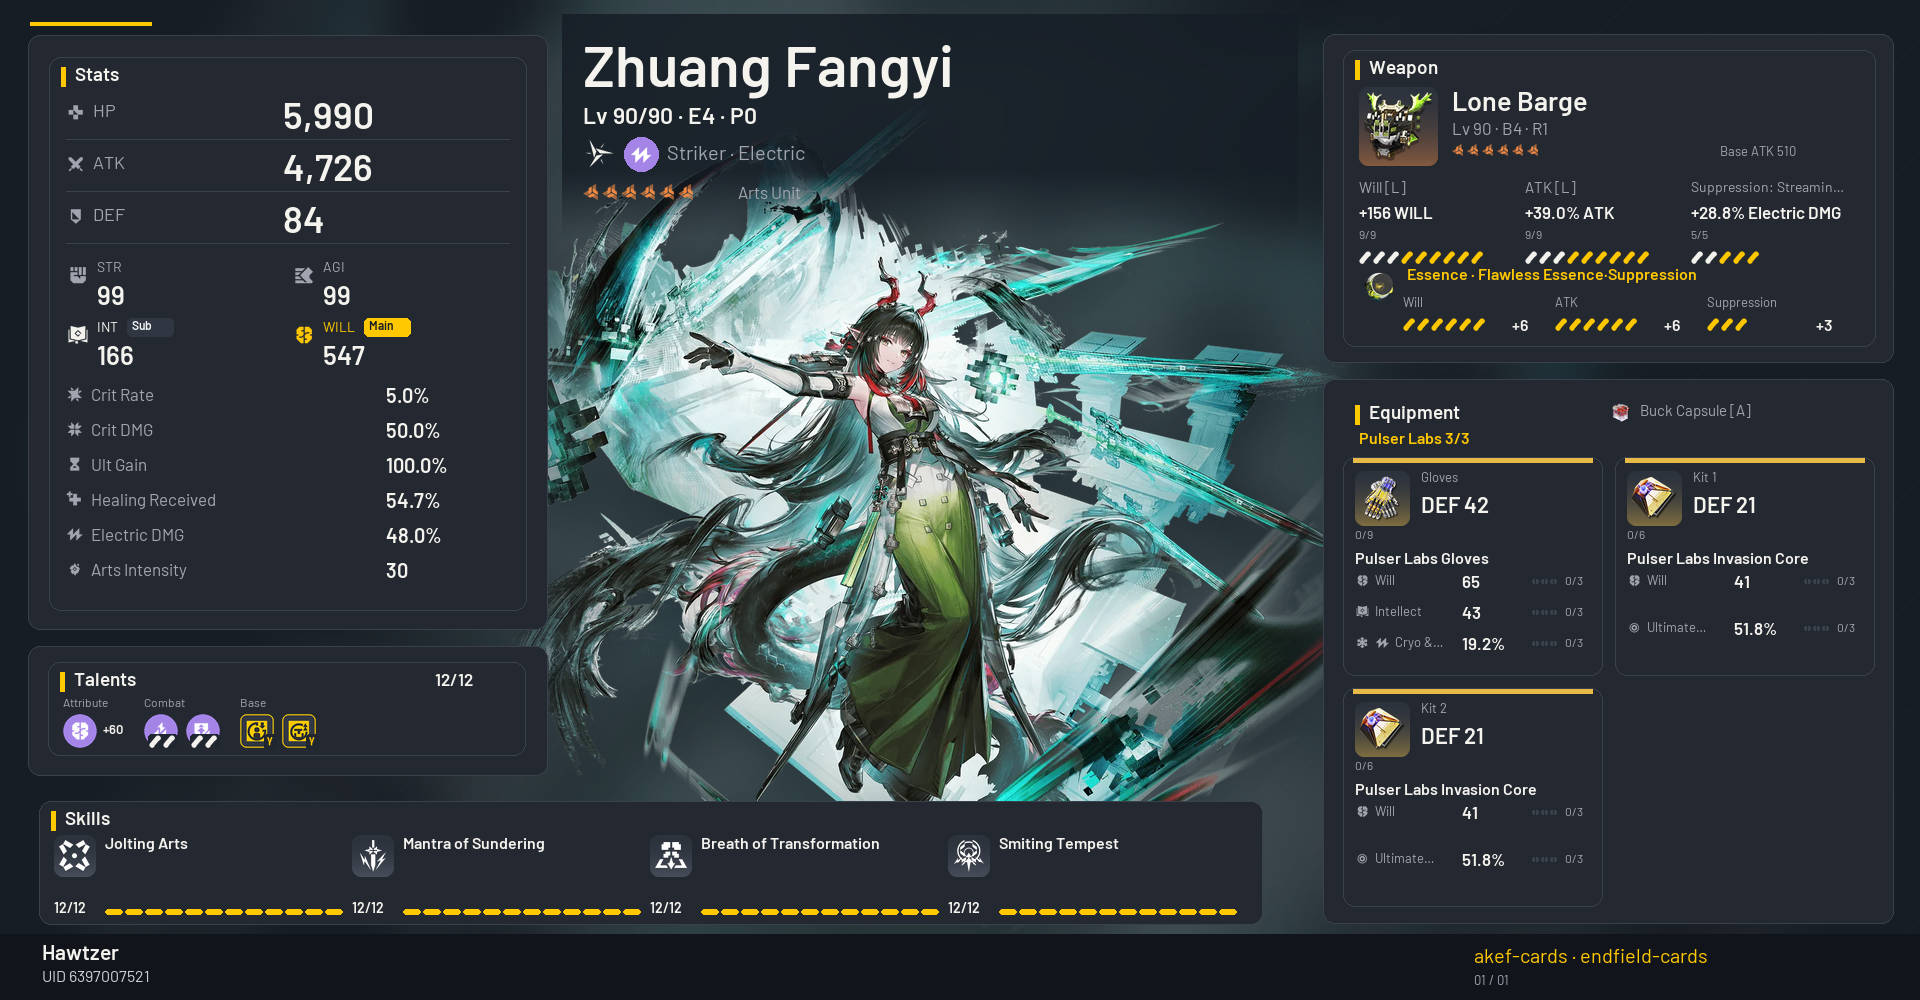 Zhuang Fangyi
Lv 90/90 · E4 · P0
Striker · Electric
Arts Unit
Stats
HP 5,990
ATK 4,726
DEF 84
STR 99
AGI 99
INT Sub 166
WILL Main 547
Crit Rate 5.0%
Crit DMG 50.0%
Ult Gain 100.0%
Healing Received 54.7%
Electric DMG 48.0%
Arts Intensity 30
Talents 12/12
Attribute Combat Base
+60
Skills
Jolting Arts 12/12
Mantra of Sundering 12/12
Breath of Transformation 12/12
Smiting Tempest 12/12
Weapon
Lone Barge
Lv 90 · B4 · R1
Base ATK 510
Will [L] ATK [L] Suppression: Streamin...
+156 WILL +39.0% ATK +28.8% Electric DMG
9/9 9/9 5/5
Essence · Flawless Essence·Suppression
Will ATK Suppression
+6 +6 +3
Equipment
Buck Capsule [A]
Pulser Labs 3/3
Gloves
DEF 42
0/9
Pulser Labs Gloves
Will 65 0/3
Intellect 43 0/3
Cryo &... 19.2% 0/3
Kit 1
DEF 21
0/6
Pulser Labs Invasion Core
Will 41 0/3
Ultimate... 51.8% 0/3
Kit 2
DEF 21
0/6
Pulser Labs Invasion Core
Will 41 0/3
Ultimate... 51.8% 0/3
Hawtzer
UID 6397007521
akef-cards · endfield-cards
01 / 01